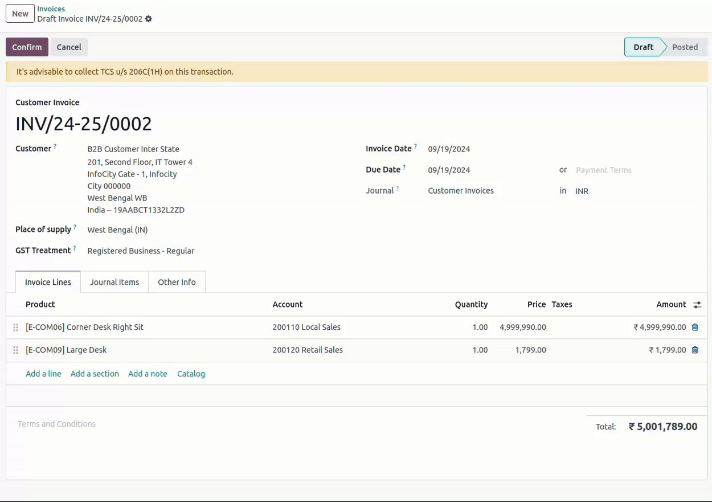 New
Invoices
Draft Invoice INV/24-25/0002
Confirm Cancel Draft Posted
It's advisable to collect TCS u/s 206C(1H) on this transaction.
Customer Invoice
INV/24-25/0002
Customer ? B2B Customer Inter State
201, Second Floor, IT Tower 4
InfoCity Gate - 1, Infocity
City 000000
West Bengal WB
India – 19AABCT1332L2ZD
Place of supply ? West Bengal (IN)
GST Treatment ? Registered Business - Regular
Invoice Date ? 09/19/2024
Due Date ? 09/19/2024 or Payment Terms
Journal ? Customer Invoices in INR
Invoice Lines Journal Items Other Info
Product Account Quantity Price Taxes Amount
[E-COM06] Corner Desk Right Sit 200110 Local Sales 1.00 4,999,990.00 ₹ 4,999,990.00
[E-COM09] Large Desk 200120 Retail Sales 1.00 1,799.00 ₹ 1,799.00
Add a line Add a section Add a note Catalog
Terms and Conditions
Total: ₹ 5,001,789.00